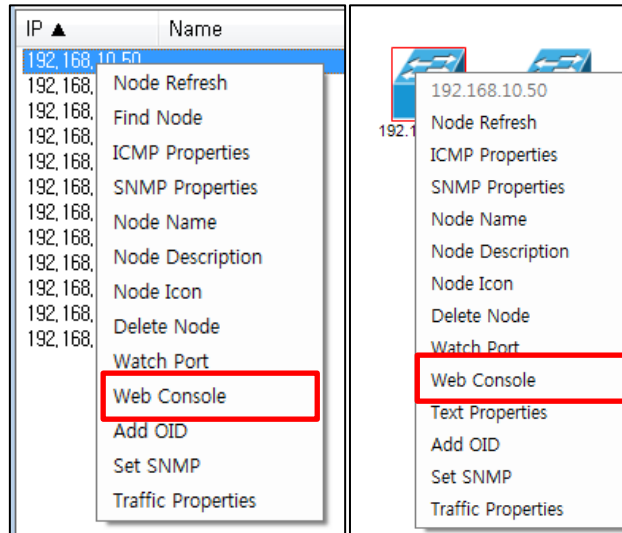 IP ▲ Name
192,168,10,50
192,168,
192,168,
192,168,
192,168,
192,168,
192,168,
192,168,
192,168,
192,168,
192,168,
192,168,
Node Refresh
Find Node
ICMP Properties
SNMP Properties
Node Name
Node Description
Node Icon
Delete Node
Watch Port
Web Console
Add OID
Set SNMP
Traffic Properties
192.1
192.168.10.50
Node Refresh
ICMP Properties
SNMP Properties
Node Name
Node Description
Node Icon
Delete Node
Watch Port
Web Console
Text Properties
Add OID
Set SNMP
Traffic Properties